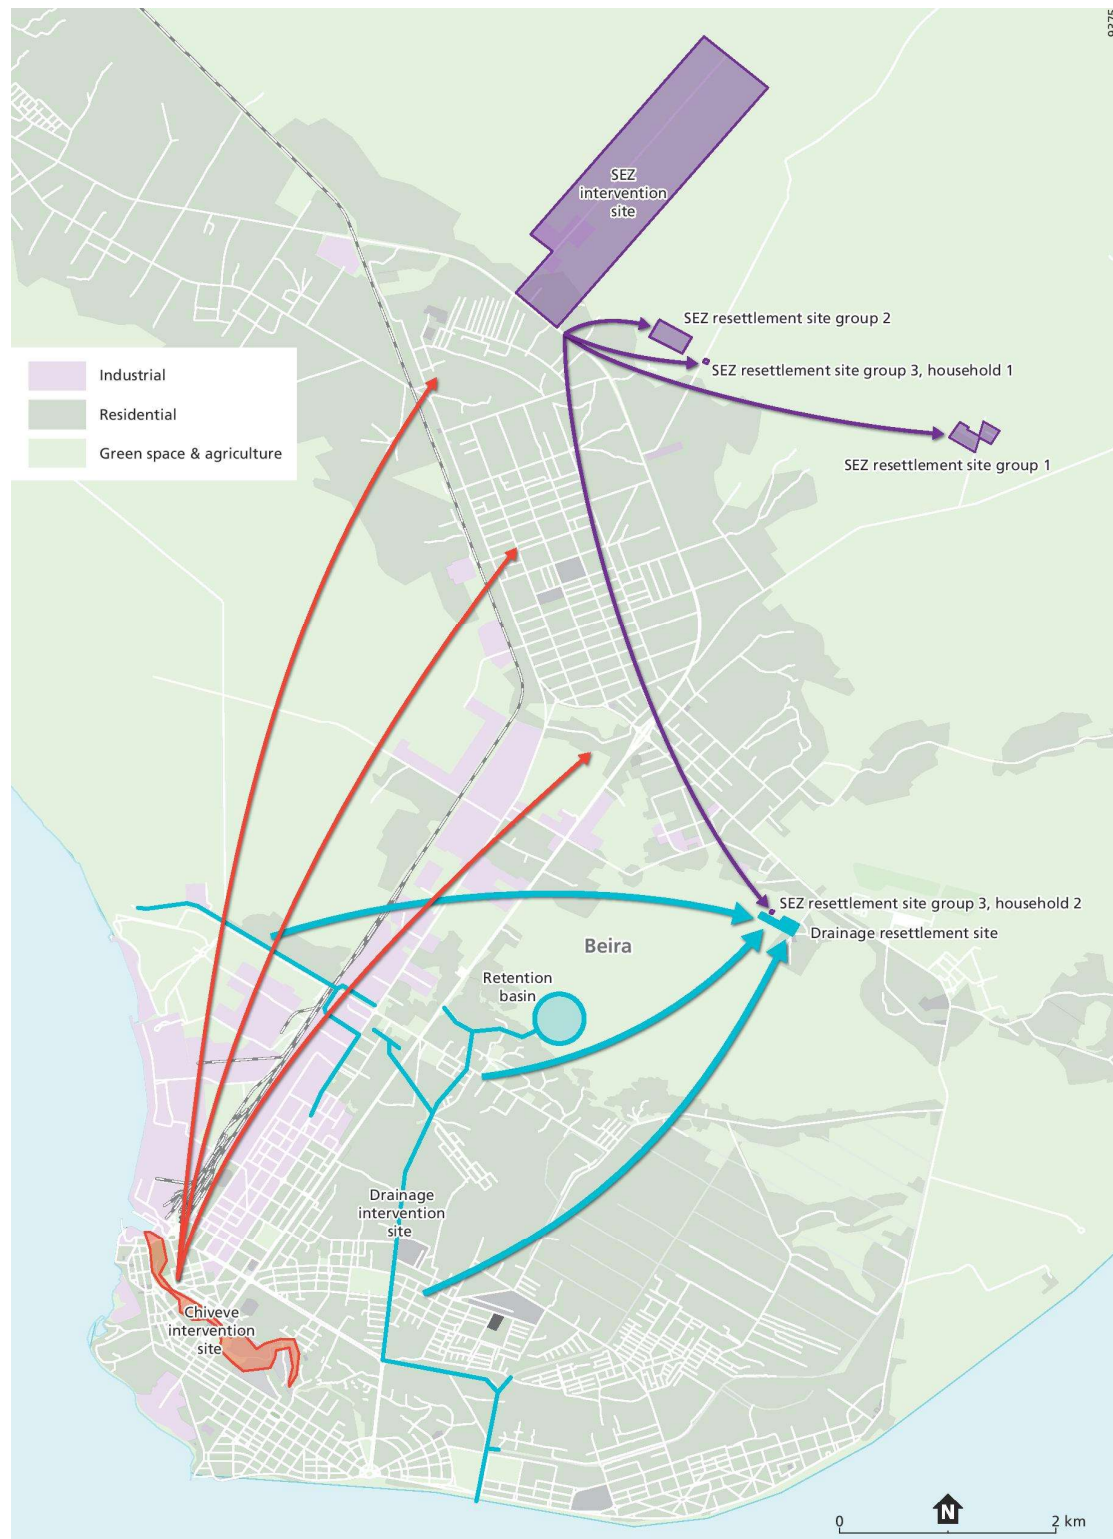 9375
SEZ
intervention
site
SEZ resettlement site group 2
SEZ resettlement site group 3, household 1
SEZ resettlement site group 1
Industrial
Residential
Green space & agriculture
SEZ resettlement site group 3, household 2
Drainage resettlement site
Beira
Retention
basin
Drainage
intervention
site
Chiveve
intervention
site
N
0 2 km